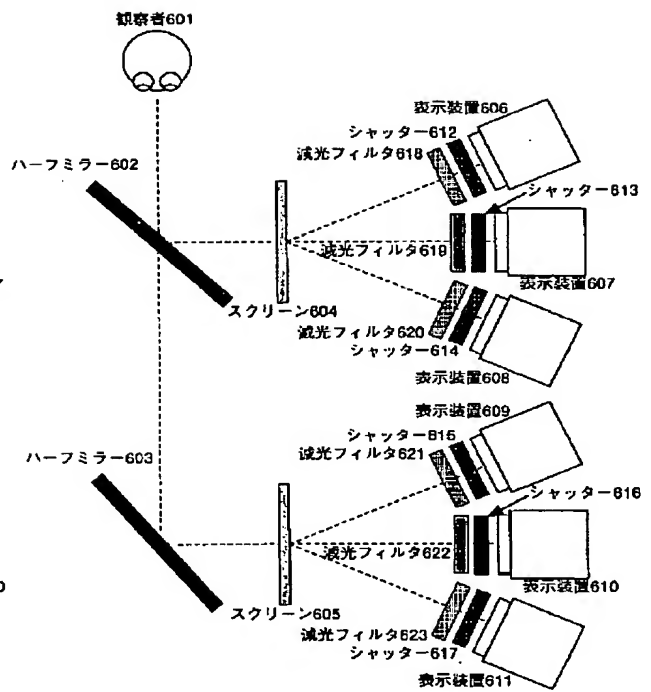 観察者601
表示装置606
シャッター612
減光フィルタ618
ハーフミラー602
シャッター613
減光フィルタ619
表示装置607
スクリーン604
減光フィルタ620
シャッター614
表示装置608
表示装置609
シャッター615
減光フィルタ621
ハーフミラー603
シャッター616
減光フィルタ622
表示装置610
スクリーン605
減光フィルタ623
シャッター617
表示装置611